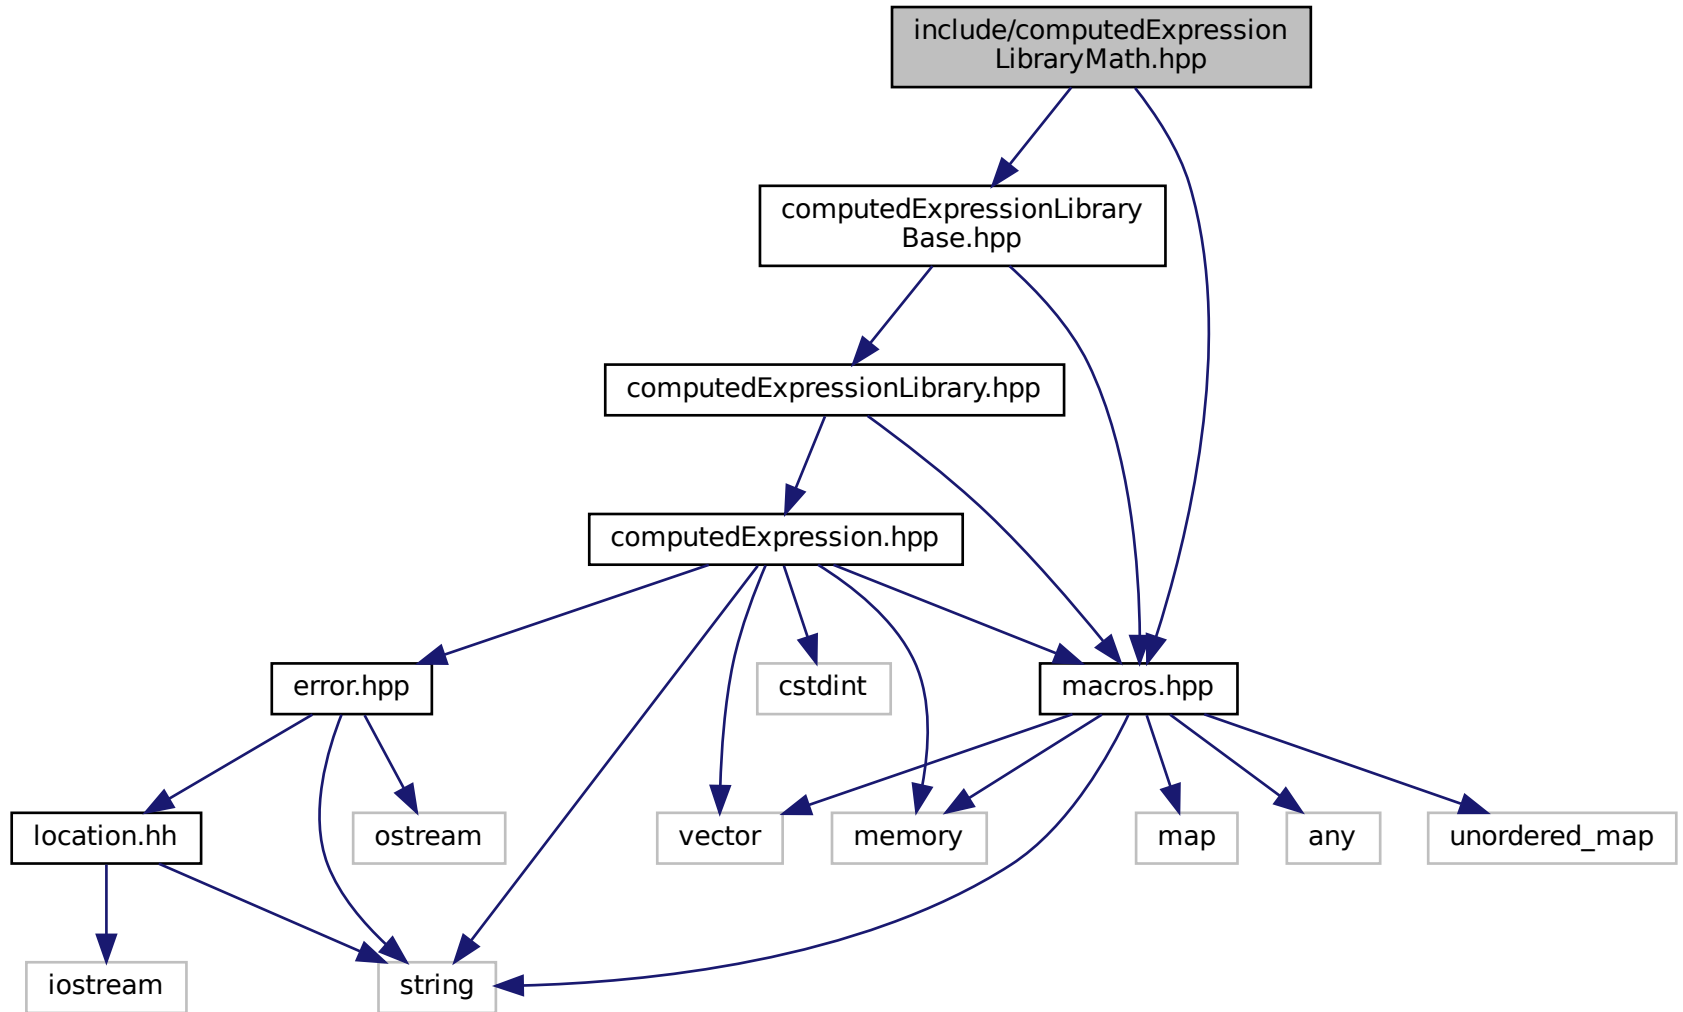 include/computedExpression
LibraryMath.hpp
computedExpressionLibrary
Base.hpp
computedExpressionLibrary.hpp
computedExpression.hpp
error.hpp
cstdint
macros.hpp
location.hh
ostream
vector
memory
map
any
unordered_map
iostream
string